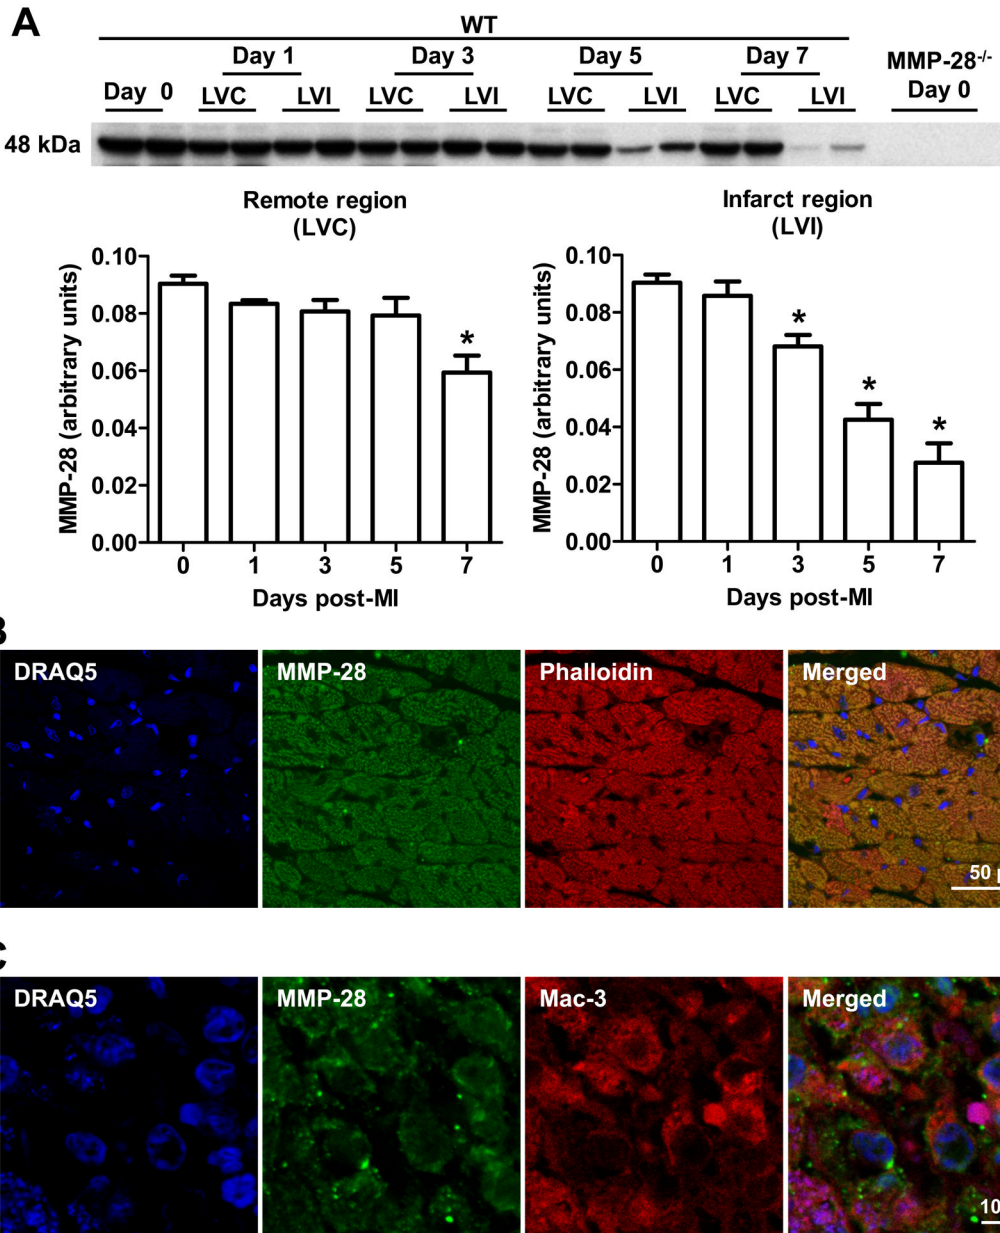 A
WT
Day 1 Day 3 Day 5 Day 7
MMP-28-/-
Day 0 LVC LVI LVC LVI LVC LVI LVC LVI Day 0
48 kDa
Remote region
(LVC)
MMP-28 (arbitrary units)
0.10
0.08
0.06
0.04
0.02
0.00
*
0 1 3 5 7
Days post-MI
Infarct region
(LVI)
MMP-28 (arbitrary units)
0.10
0.08
0.06
0.04
0.02
0.00
* * *
0 1 3 5 7
Days post-MI
B
DRAQ5 MMP-28 Phalloidin Merged
50
C
DRAQ5 MMP-28 Mac-3 Merged
10